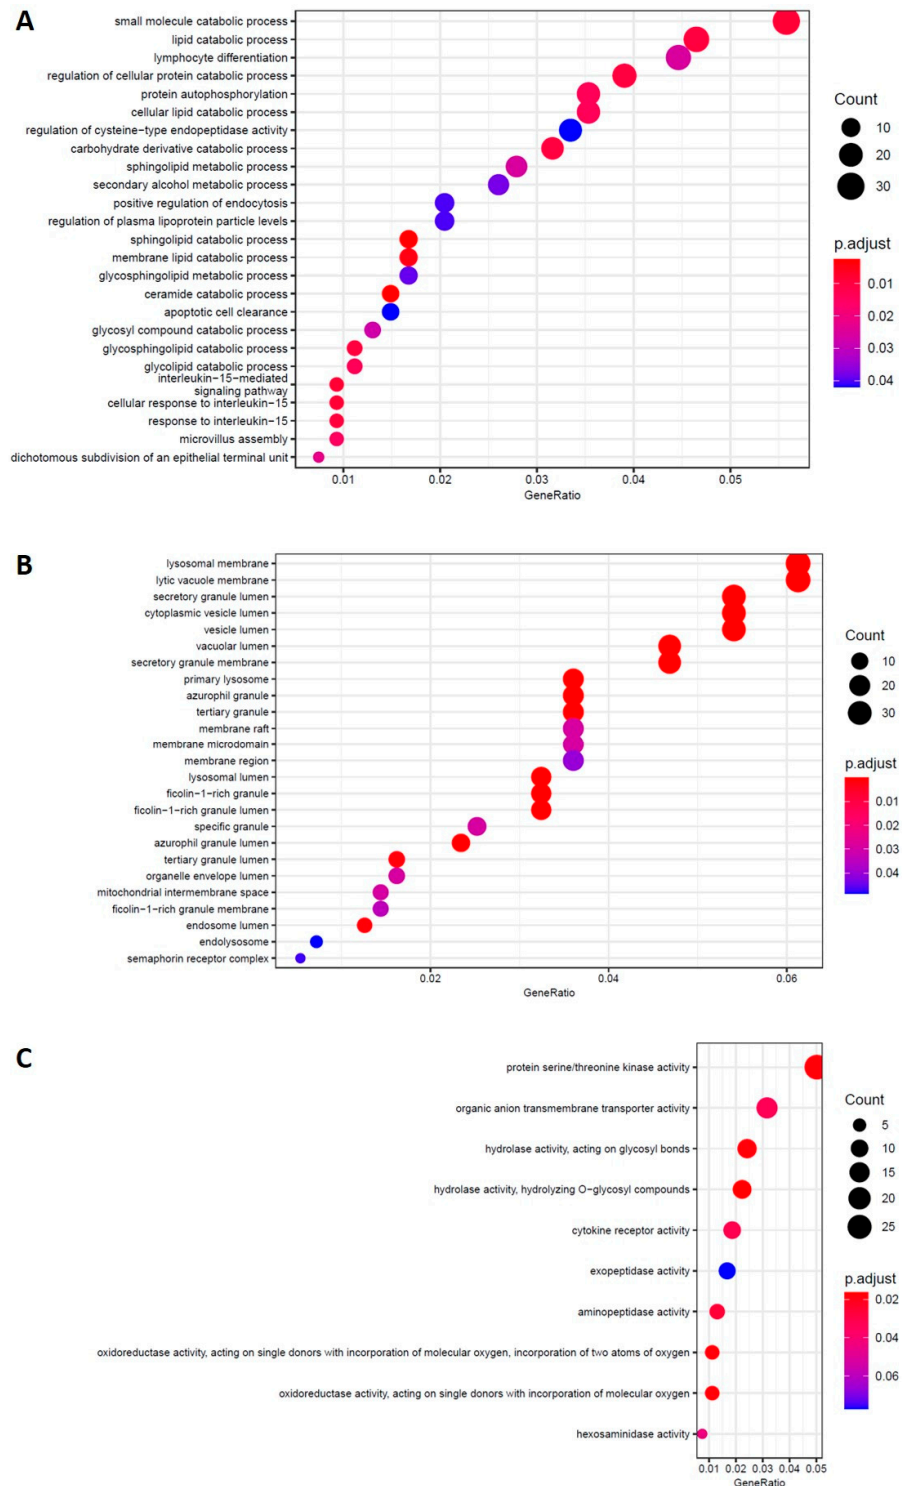 A
small molecule catabolic process
lipid catabolic process
lymphocyte differentiation
regulation of cellular protein catabolic process
protein autophosphorylation
cellular lipid catabolic process
regulation of cysteine−type endopeptidase activity
carbohydrate derivative catabolic process
sphingolipid metabolic process
secondary alcohol metabolic process
positive regulation of endocytosis
regulation of plasma lipoprotein particle levels
sphingolipid catabolic process
membrane lipid catabolic process
glycosphingolipid metabolic process
ceramide catabolic process
apoptotic cell clearance
glycosyl compound catabolic process
glycosphingolipid catabolic process
glycolipid catabolic process
interleukin−15−mediated
signaling pathway
cellular response to interleukin−15
response to interleukin−15
microvillus assembly
dichotomous subdivision of an epithelial terminal unit
0.01 0.02 0.03 0.04 0.05
GeneRatio
Count
10
20
30
p.adjust
0.01
0.02
0.03
0.04
B
lysosomal membrane
lytic vacuole membrane
secretory granule lumen
cytoplasmic vesicle lumen
vesicle lumen
vacuolar lumen
secretory granule membrane
primary lysosome
azurophil granule
tertiary granule
membrane raft
membrane microdomain
membrane region
lysosomal lumen
ficolin−1−rich granule
ficolin−1−rich granule lumen
specific granule
azurophil granule lumen
tertiary granule lumen
organelle envelope lumen
mitochondrial intermembrane space
ficolin−1−rich granule membrane
endosome lumen
endolysosome
semaphorin receptor complex
0.02 0.04 0.06
GeneRatio
Count
10
20
30
p.adjust
0.01
0.02
0.03
0.04
C
protein serine/threonine kinase activity
organic anion transmembrane transporter activity
hydrolase activity, acting on glycosyl bonds
hydrolase activity, hydrolyzing O−glycosyl compounds
cytokine receptor activity
exopeptidase activity
aminopeptidase activity
oxidoreductase activity, acting on single donors with incorporation of molecular oxygen, incorporation of two atoms of oxygen
oxidoreductase activity, acting on single donors with incorporation of molecular oxygen
hexosaminidase activity
0.01 0.02 0.03 0.04 0.05
GeneRatio
Count
5
10
15
20
25
p.adjust
0.02
0.04
0.06